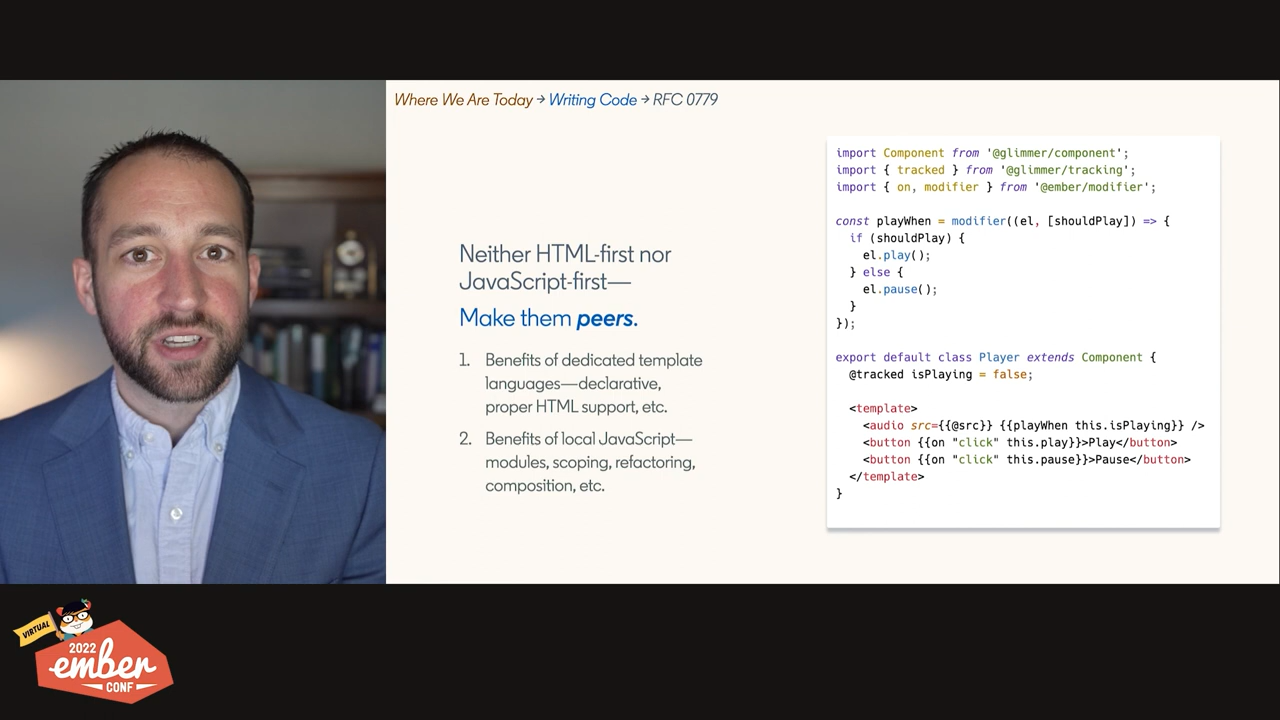 Where We Are Today → Writing Code → RFC 0779
Neither HTML-first nor
JavaScript-first—
Make them peers.
1. Benefits of dedicated template
languages—declarative,
proper HTML support, etc.
2. Benefits of local JavaScript—
modules, scoping, refactoring,
composition, etc.
import Component from '@glimmer/component';
import { tracked } from '@glimmer/tracking';
import { on, modifier } from '@ember/modifier';
const playWhen = modifier((el, [shouldPlay]) => {
  if (shouldPlay) {
    el.play();
  } else {
    el.pause();
  }
});
export default class Player extends Component {
  @tracked isPlaying = false;
  <template>
    <audio src={{@src}} {{playWhen this.isPlaying}} />
    <button {{on "click" this.play}}>Play</button>
    <button {{on "click" this.pause}}>Pause</button>
  </template>
}
VIRTUAL
2022
ember
CONF